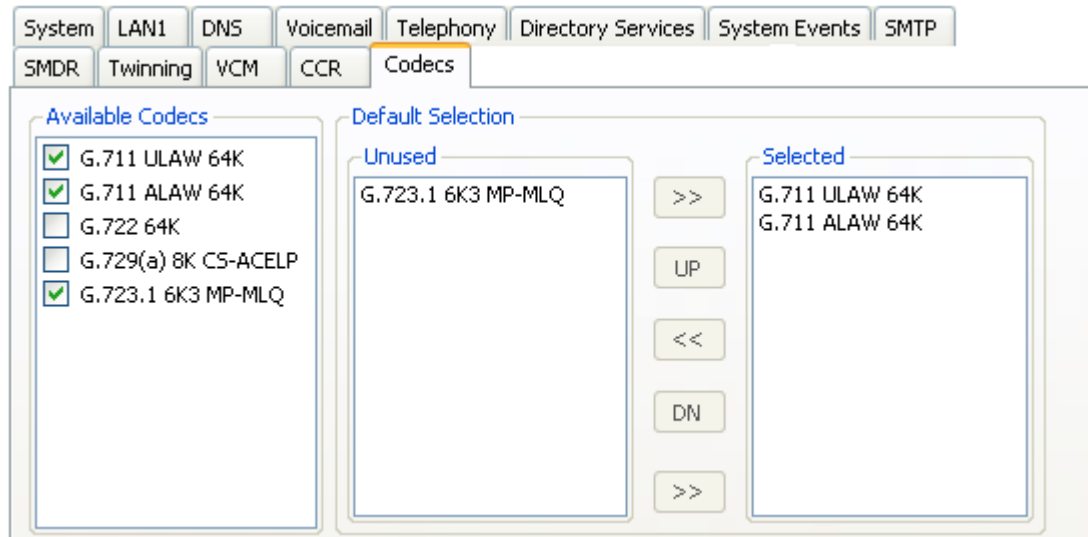 System LAN1 DNS Voicemail Telephony Directory Services System Events SMTP
SMDR Twinning VCM CCR Codecs
Available Codecs
G.711 ULAW 64K
G.711 ALAW 64K
G.722 64K
G.729(a) 8K CS-ACELP
G.723.1 6K3 MP-MLQ
Default Selection
Unused
G.723.1 6K3 MP-MLQ
>>
UP
<<
DN
>>
Selected
G.711 ULAW 64K
G.711 ALAW 64K